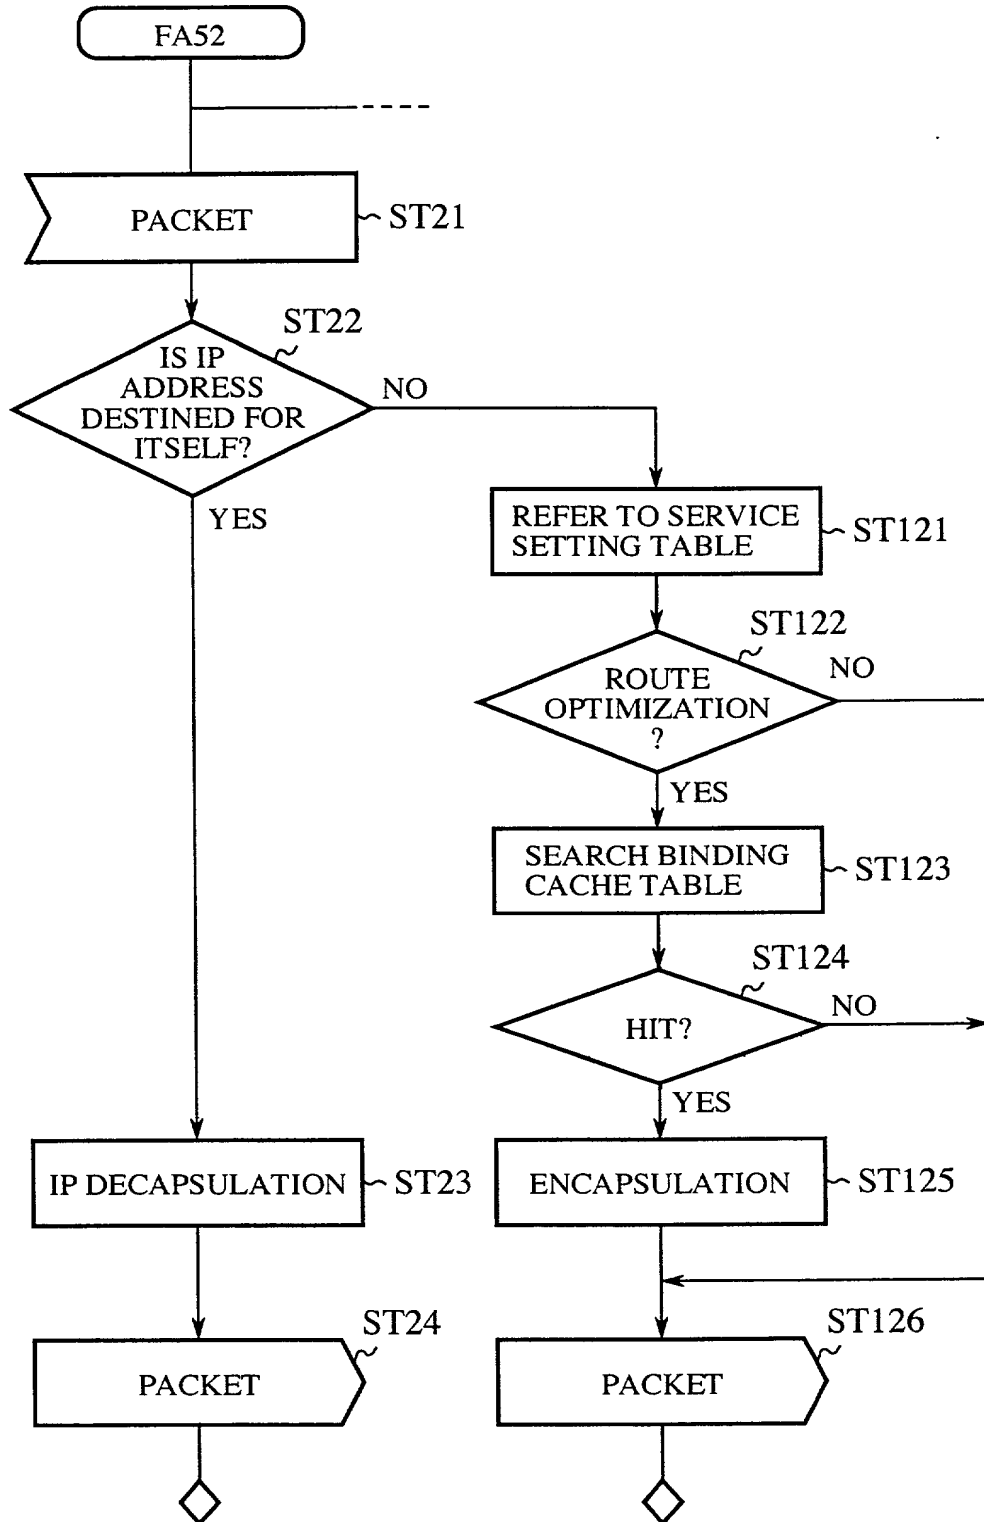 FA52
PACKET
ST21
ST22
IS IP
ADDRESS
DESTINED FOR
ITSELF?
NO
YES
REFER TO SERVICE
SETTING TABLE
ST121
ST122
ROUTE
OPTIMIZATION
?
NO
YES
SEARCH BINDING
CACHE TABLE
ST123
ST124
HIT?
NO
YES
IP DECAPSULATION
ST23
ENCAPSULATION
ST125
ST24
PACKET
ST126
PACKET